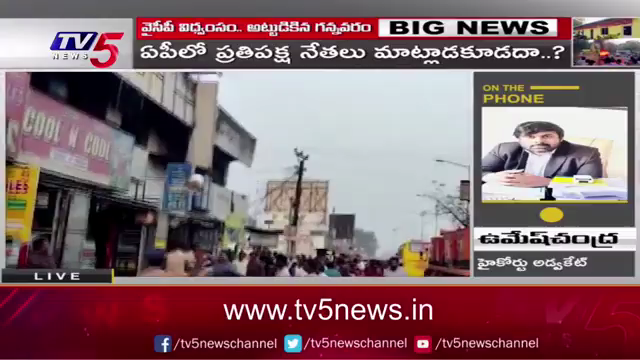 వైసీపీ విధ్వంసం.. అట్టుడికిన గన్నవరం
BIG NEWS
TV5
NEWS
ఏపీలో ప్రతిపక్ష నేతలు మాట్లాడకూడదా..?
ON THE
PHONE
COOL N COOL
ఉమేష్‌చంద్ర
హైకోర్టు అడ్వకేట్
LIVE
www.tv5news.in
/tv5newschannel
/tv5newschannel
/tv5newschannel